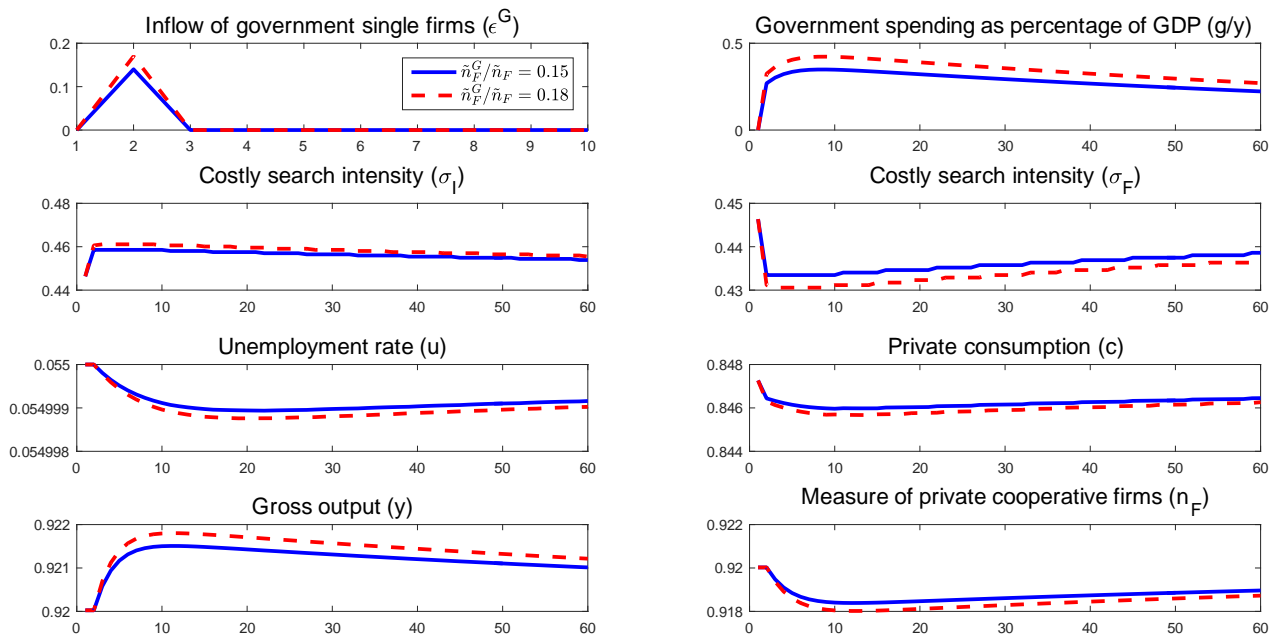 Inflow of government single firms (ϵ^G)
0.2
0.1
0
1 2 3 4 5 6 7 8 9 10
ñ_F^G/ñ_F = 0.15
ñ_F^G/ñ_F = 0.18
Government spending as percentage of GDP (g/y)
0.5
0
0 10 20 30 40 50 60
Costly search intensity (σ_I)
0.48
0.46
0.44
0 10 20 30 40 50 60
Costly search intensity (σ_F)
0.45
0.44
0.43
0 10 20 30 40 50 60
Unemployment rate (u)
0.055
0.054999
0.054998
0 10 20 30 40 50 60
Private consumption (c)
0.848
0.846
0.844
0 10 20 30 40 50 60
Gross output (y)
0.922
0.921
0.92
0 10 20 30 40 50 60
Measure of private cooperative firms (n_F)
0.92
0.918
0 10 20 30 40 50 60